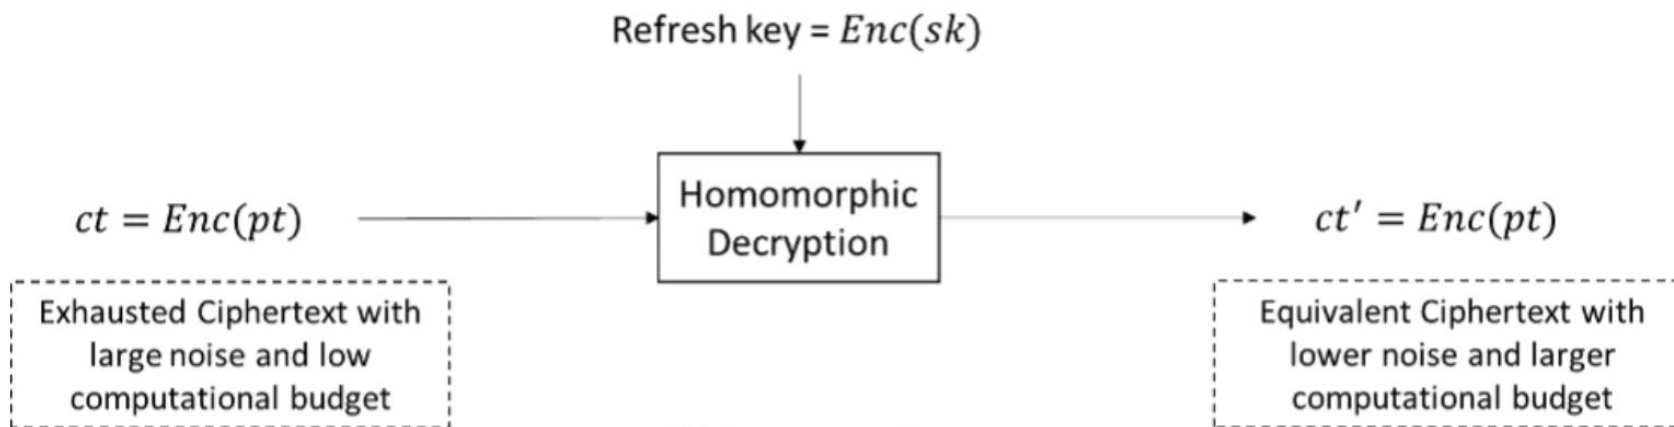 Refresh key = Enc(sk)
Homomorphic
Decryption
ct = Enc(pt)
ct′ = Enc(pt)
Exhausted Ciphertext with
large noise and low
computational budget
Equivalent Ciphertext with
lower noise and larger
computational budget